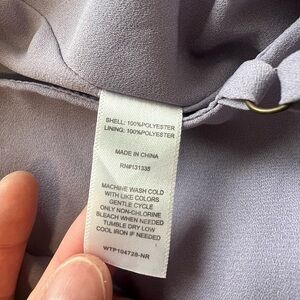 SHELL: 100%POLYESTER
LINING: 100%POLYESTER
MADE IN CHINA
RN#131335
MACHINE WASH COLD
WITH LIKE COLORS
GENTLE CYCLE
ONLY NON-CHLORINE
BLEACH WHEN NEEDED
TUMBLE DRY LOW
COOL IRON IF NEEDED
WTP104728-NR